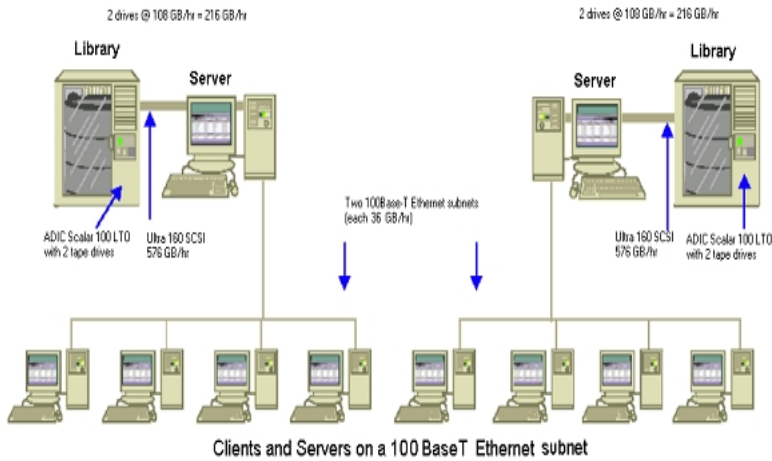 2 drives @ 108 GB/hr = 216 GB/hr
2 drives @ 108 GB/hr = 216 GB/hr
Library
Server
Server
Library
Two 100Base-T Ethernet subnets
(each 36 GB/hr)
ADIC Scalar 100 LTO
with 2 tape drives
Ultra 160 SCSI
576 GB/hr
Ultra 160 SCSI
576 GB/hr
ADIC Scalar 100 LTO
with 2 tape drives
Clients and Servers on a 100 BaseT Ethernet subnet